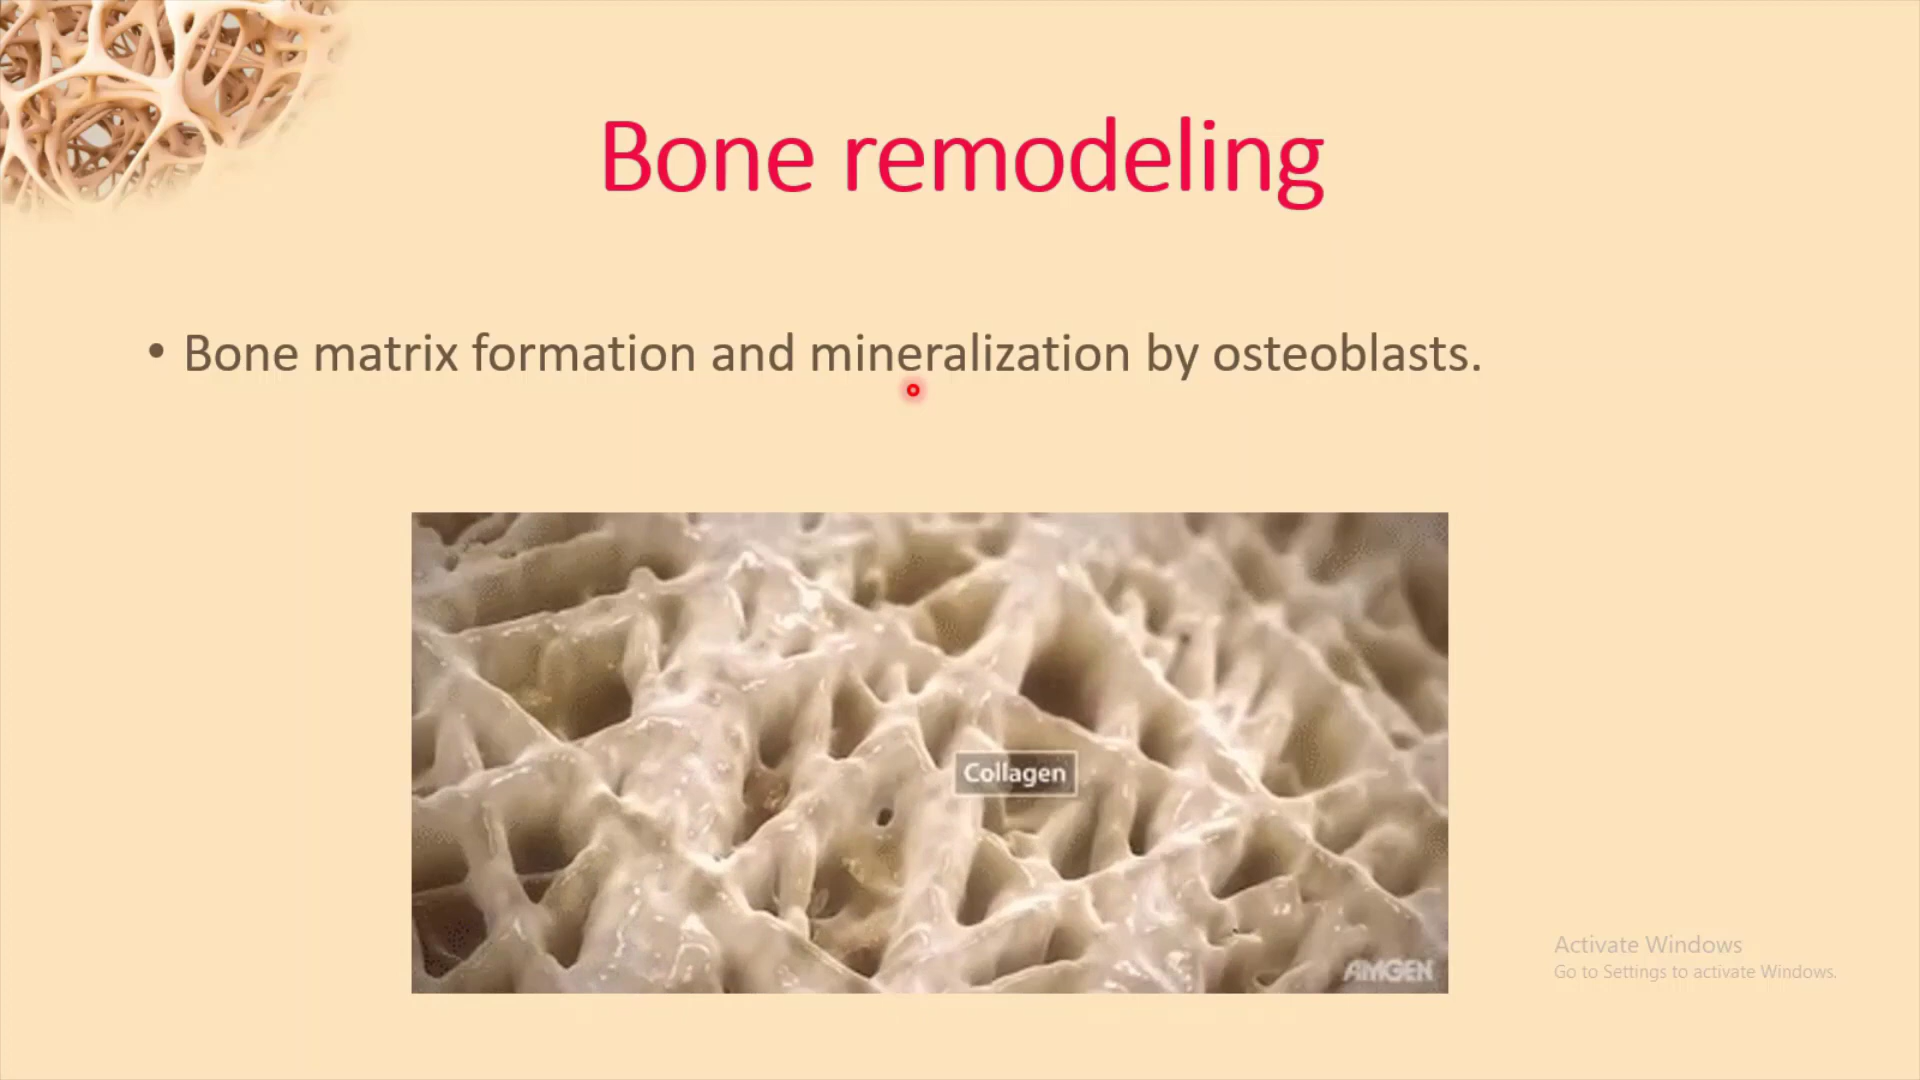 Bone remodeling
• Bone matrix formation and mineralization by osteoblasts.
Collagen
AMGEN
Activate Windows
Go to Settings to activate Windows.